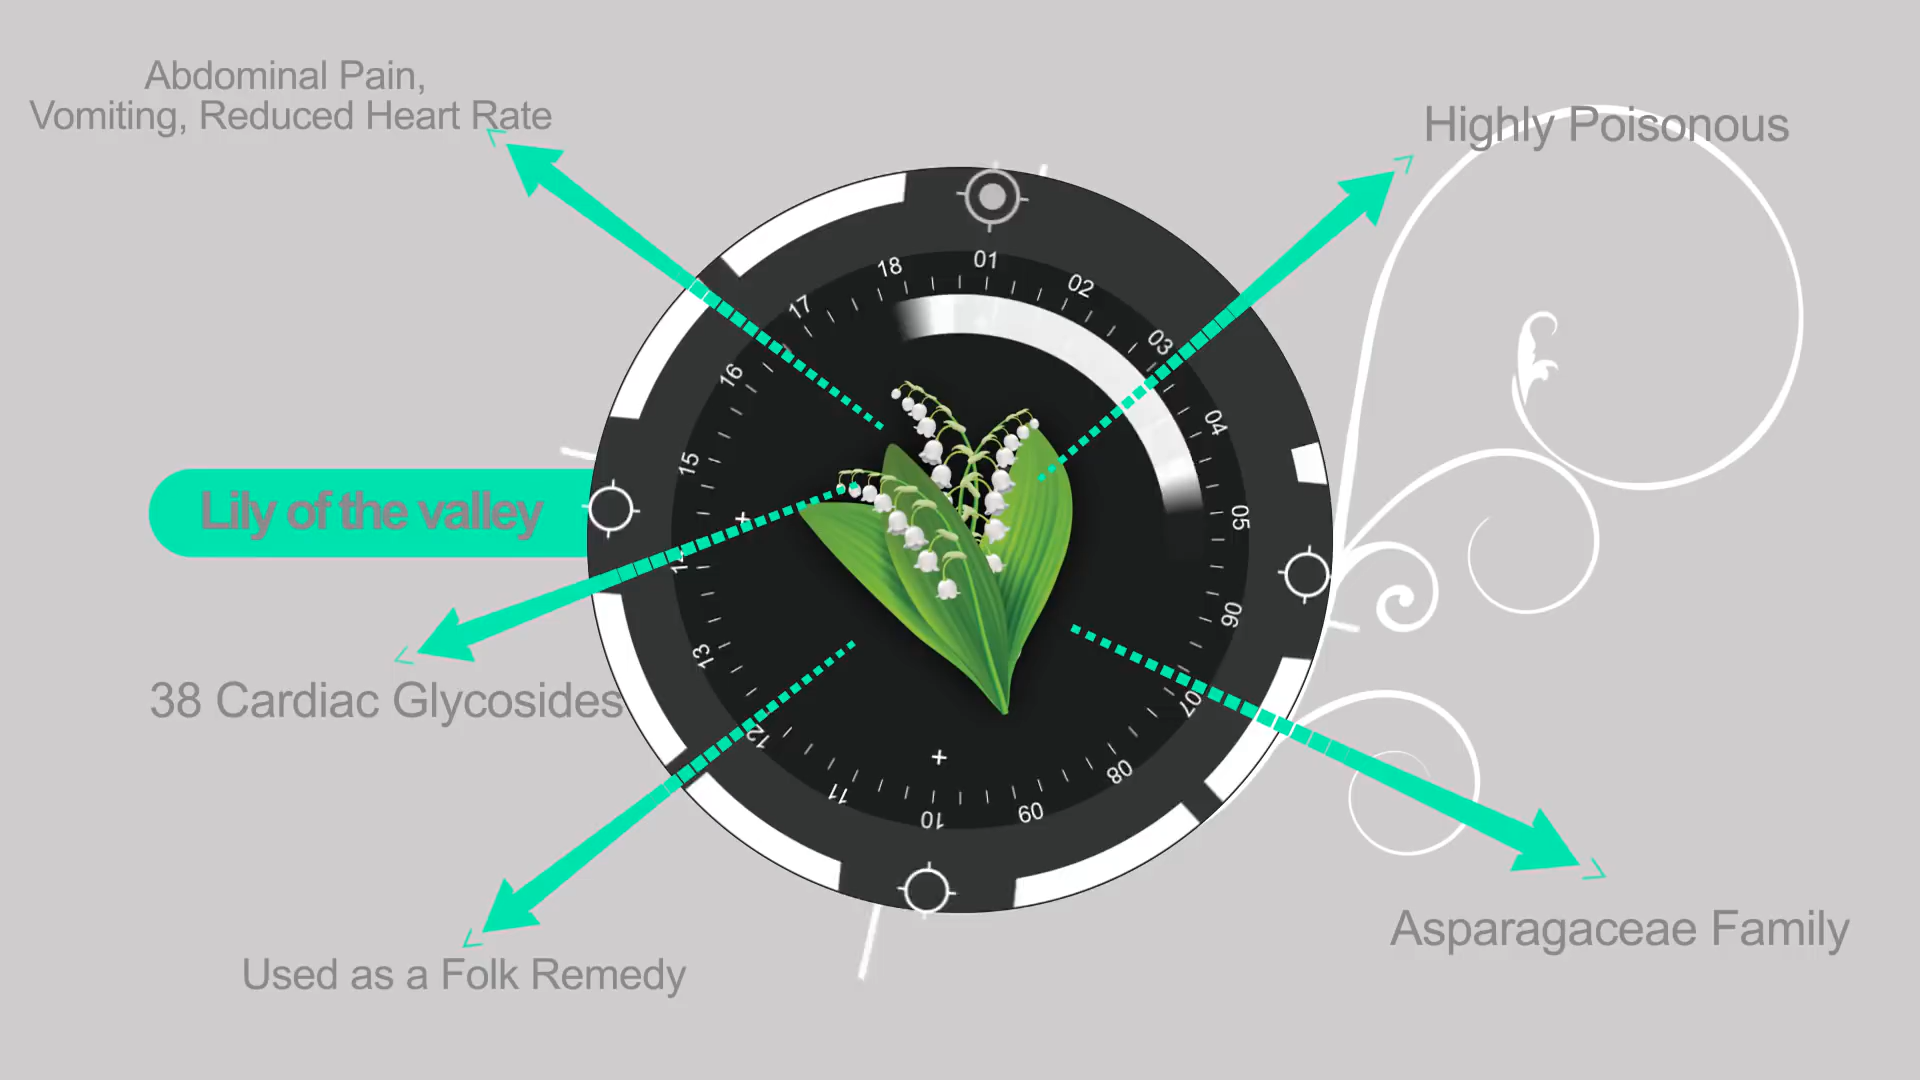 Abdominal Pain,
Vomiting, Reduced Heart Rate
Highly Poisonous
Lily of the valley
38 Cardiac Glycosides
Used as a Folk Remedy
Asparagaceae Family
01
02
03
04
05
06
07
08
09
10
11
12
13
14
15
16
17
18